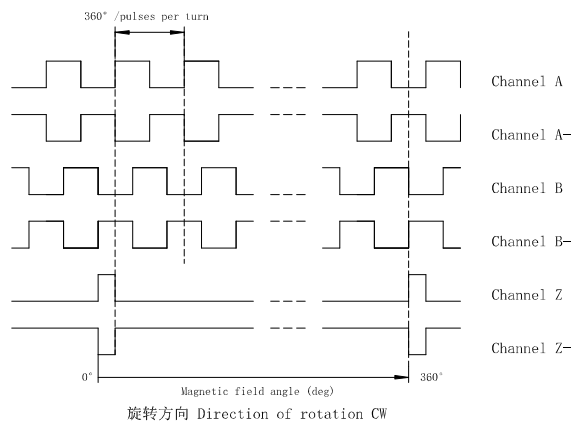 360° /pulses per turn
Channel A
Channel A-
Channel B
Channel B-
Channel Z
Channel Z-
0°
360°
Magnetic field angle (deg)
旋转方向 Direction of rotation CW